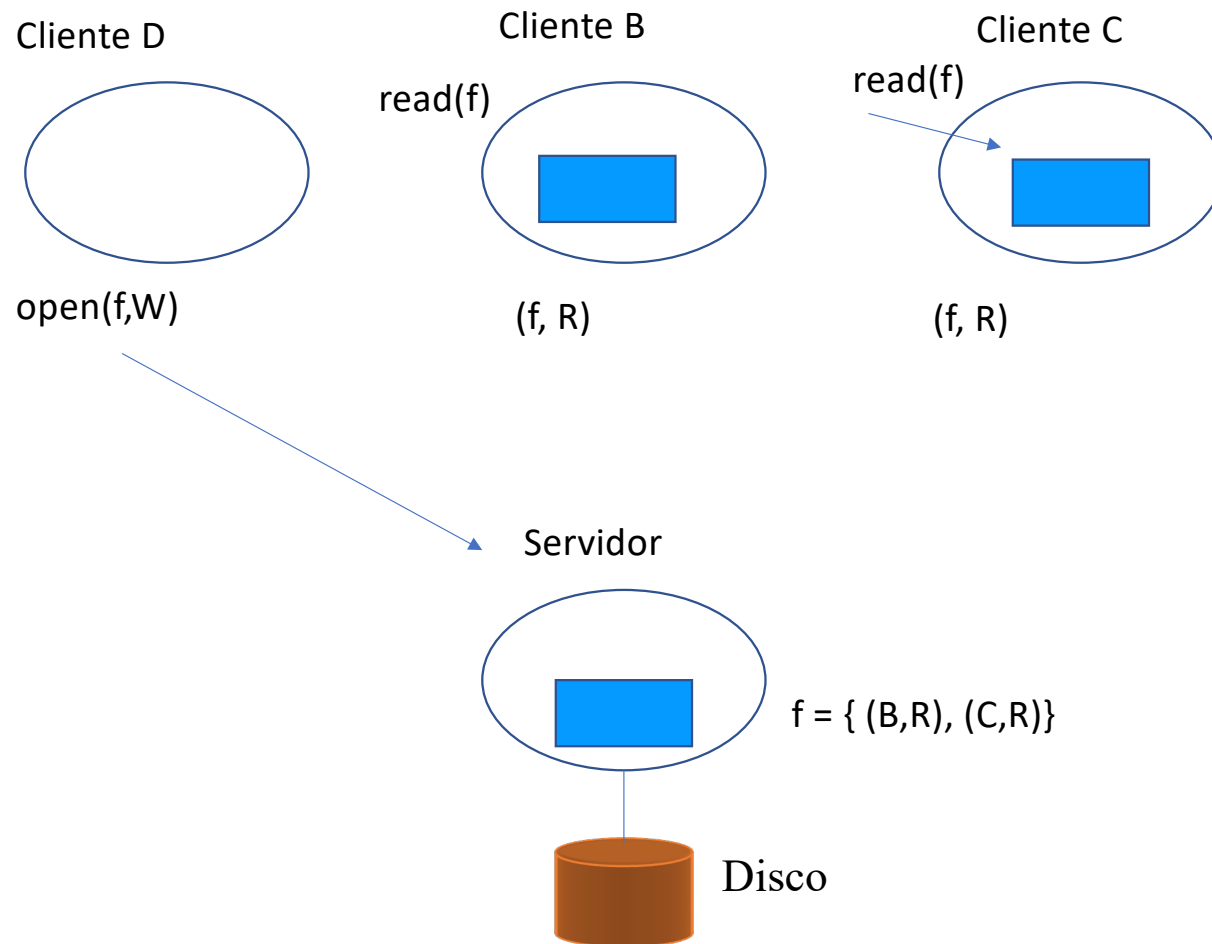 Cliente D
Cliente B
Cliente C
read(f)
read(f)
open(f,W)
(f, R)
(f, R)
Servidor
f = { (B,R), (C,R)}
Disco